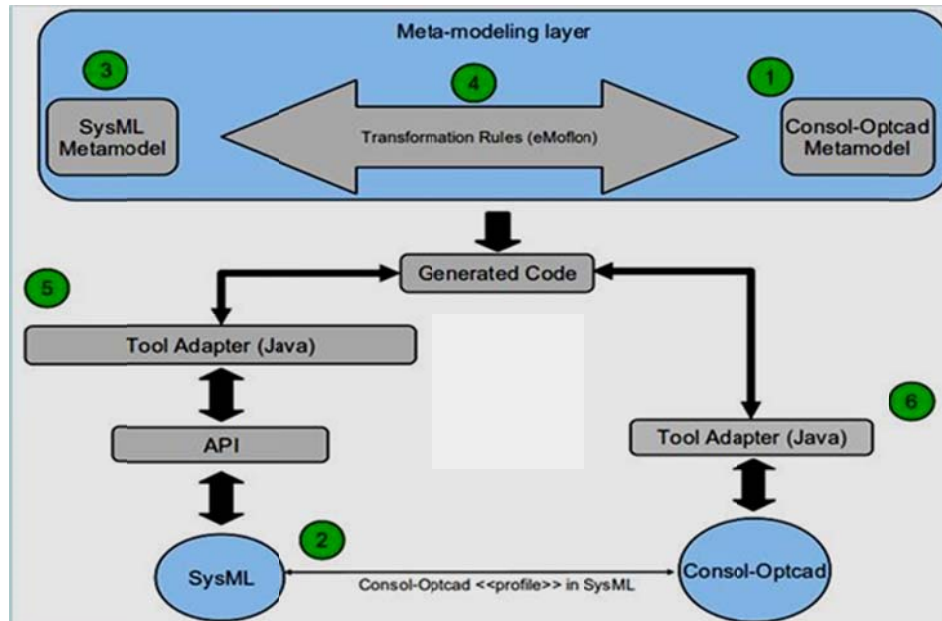 Meta-modeling layer
3
4
1
SysML
Metamodel
Transformation Rules (eMoflon)
Consol-Optcad
Metamodel
Generated Code
5
Tool Adapter (Java)
6
API
Tool Adapter (Java)
2
SysML
Consol-Optcad <<profile>> in SysML
Consol-Optcad